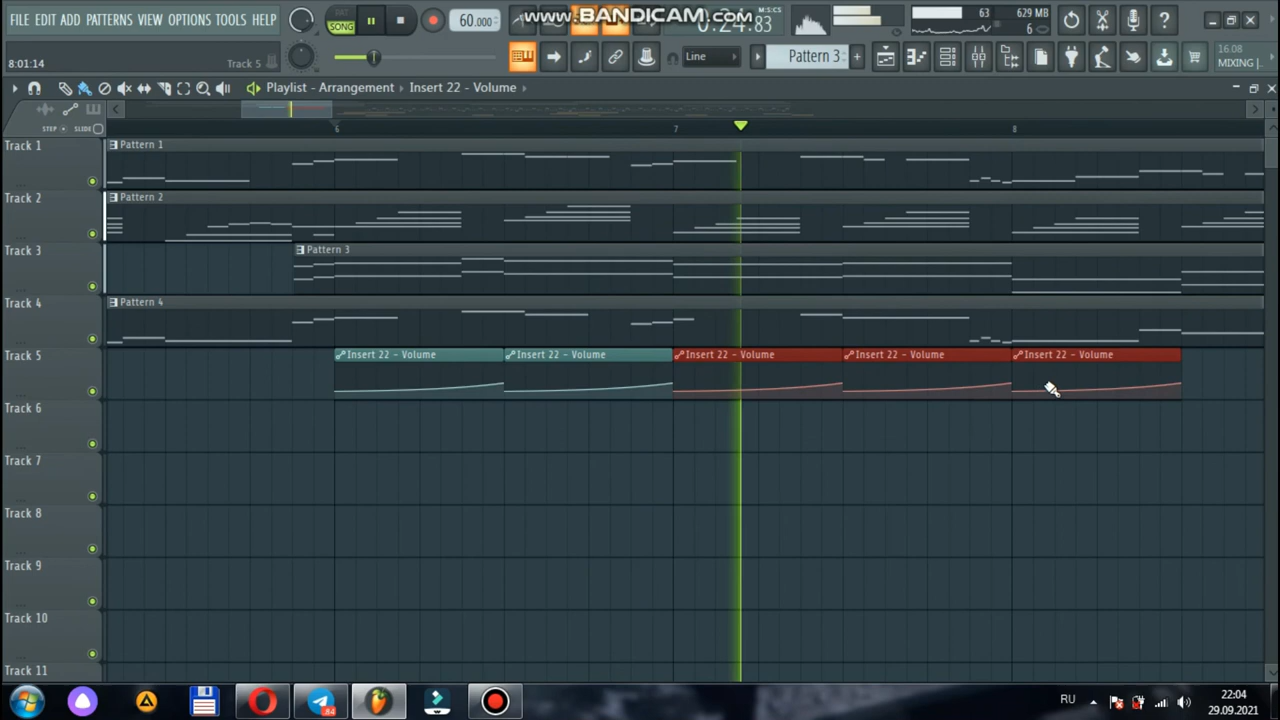 FILE EDIT ADD PATTERNS VIEW OPTIONS TOOLS HELP
SONG
60.000
www.BANDICAM.com
0:24:83
M:S:CS
63
629 MB
6
8:01:14
Track 5
Line
Pattern 3
16.08
MIXING |
Playlist - Arrangement › Insert 22 - Volume ›
STEP
SLIDE
6
7
8
Track 1
Pattern 1
Track 2
Pattern 2
Track 3
Pattern 3
Track 4
Pattern 4
Track 5
Insert 22 - Volume
Insert 22 - Volume
Insert 22 - Volume
Insert 22 - Volume
Insert 22 - Volume
Track 6
Track 7
Track 8
Track 9
Track 10
Track 11
84
RU
22:04
29.09.2021